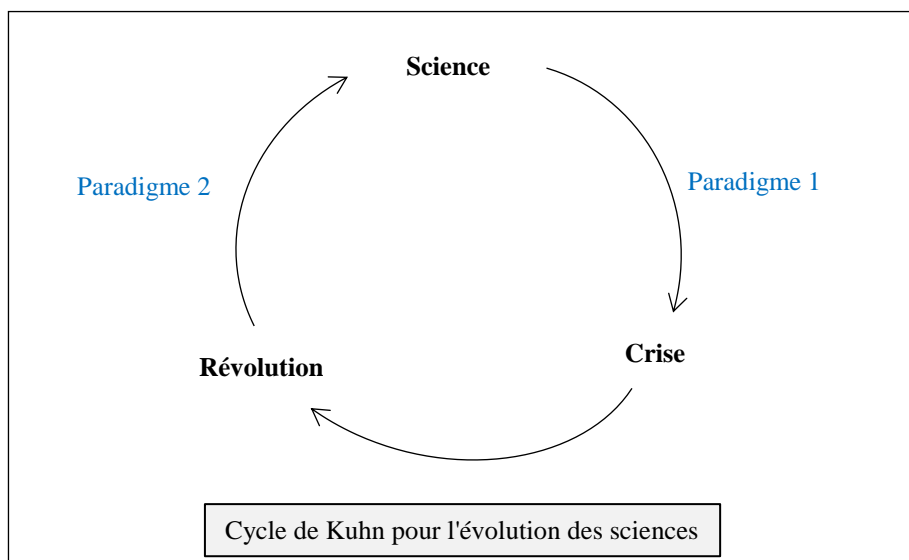 Science
Paradigme 2
Paradigme 1
Révolution
Crise
Cycle de Kuhn pour l'évolution des sciences